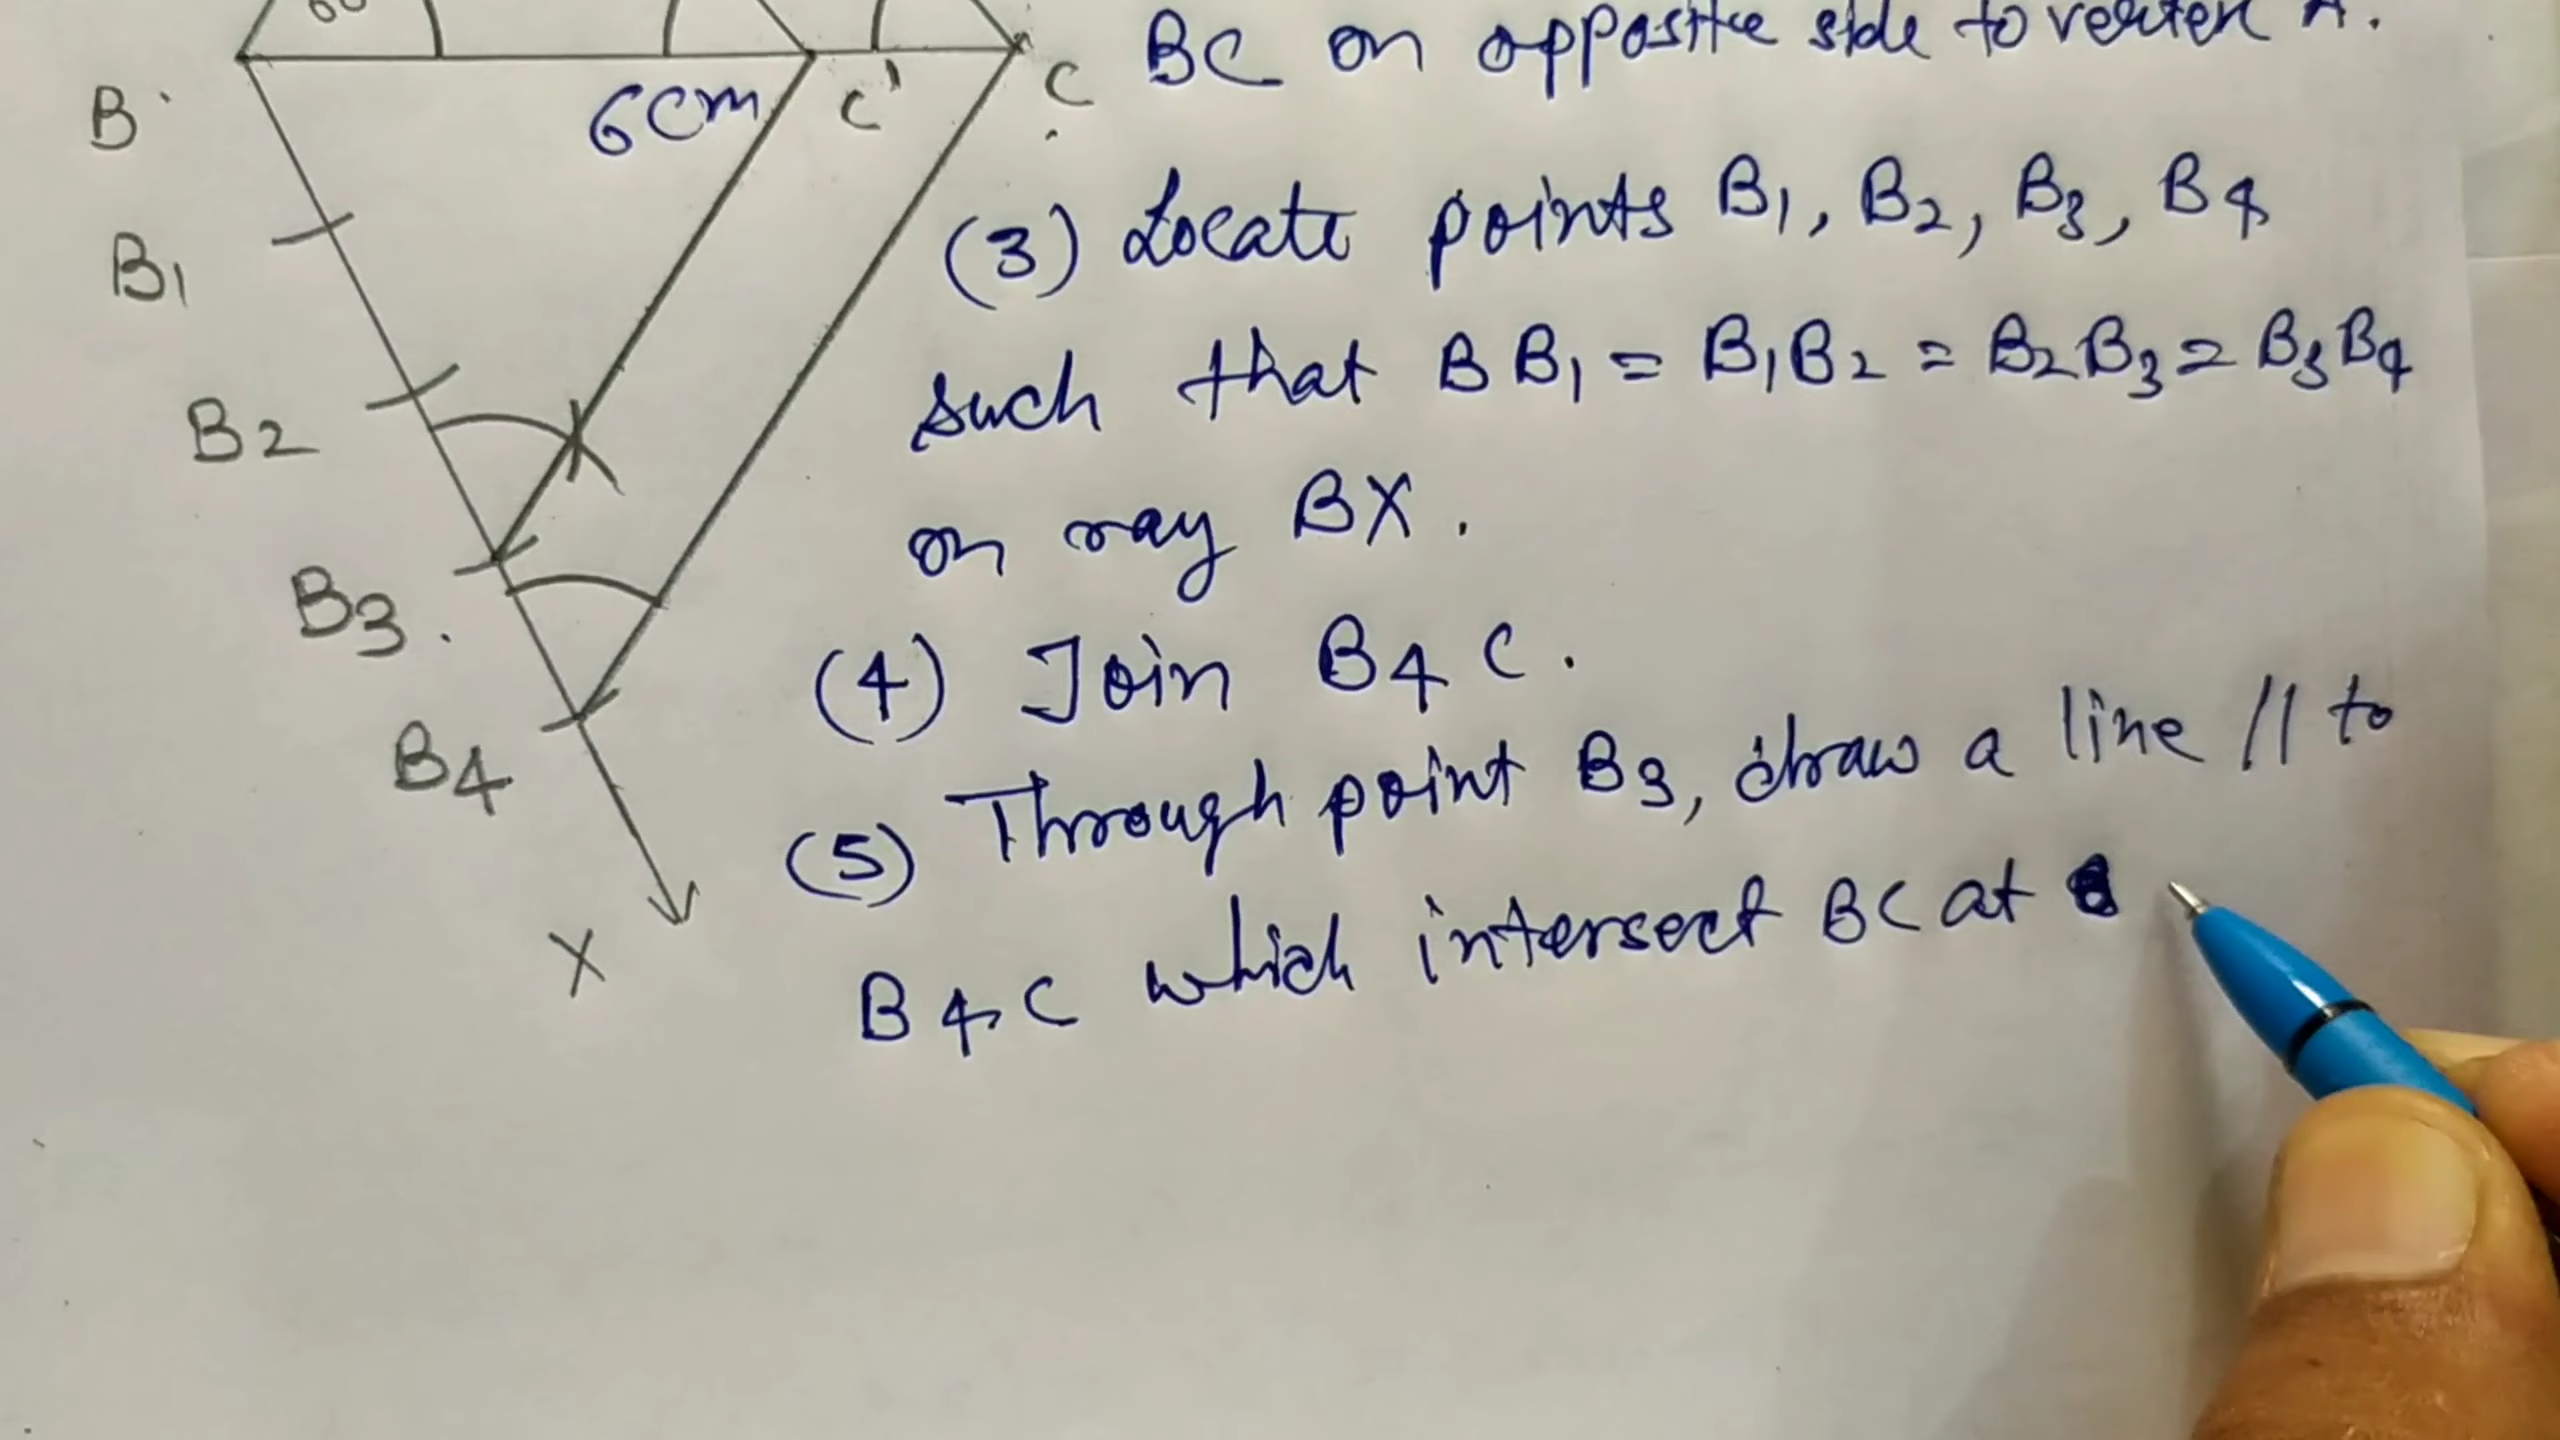 60
B
6cm
C'
C
B1
B2
B3
B4
X
BC on opposite side to vertex A.
(3) Locate points B1, B2, B3, B4
such that BB1 = B1B2 = B2B3 = B3B4
on ray BX.
(4) Join B4C.
(5) Through point B3, draw a line // to
B4C which intersect BC at